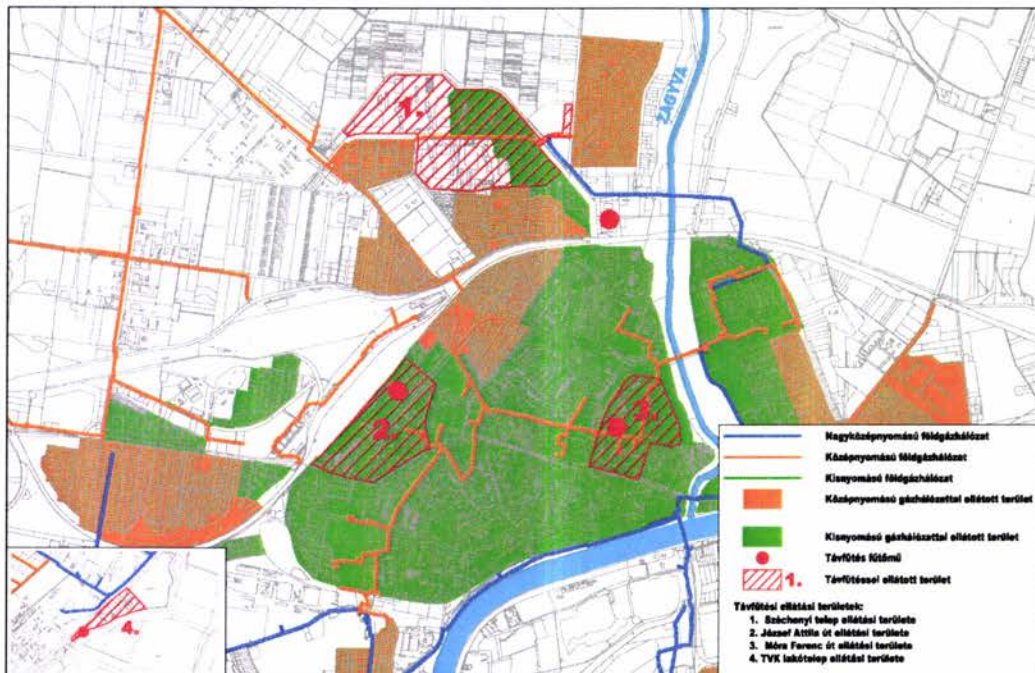 1.
ZAGYVA
2.
3.
4.
Nagyközépnyomású földgázhálózat
Középnyomású földgázhálózat
Kisnyomású földgázhálózat
Középnyomású gázhálózattal ellátott terület
Kisnyomású gázhálózattal ellátott terület
Távfűtés fűtőmű
1. Távfűtéssel ellátott terület
Távfűtési ellátási területek:
1. Széchenyi telep ellátási területe
2. József Attila út ellátási területe
3. Móra Ferenc út ellátási területe
4. TVK lakótelep ellátási területe